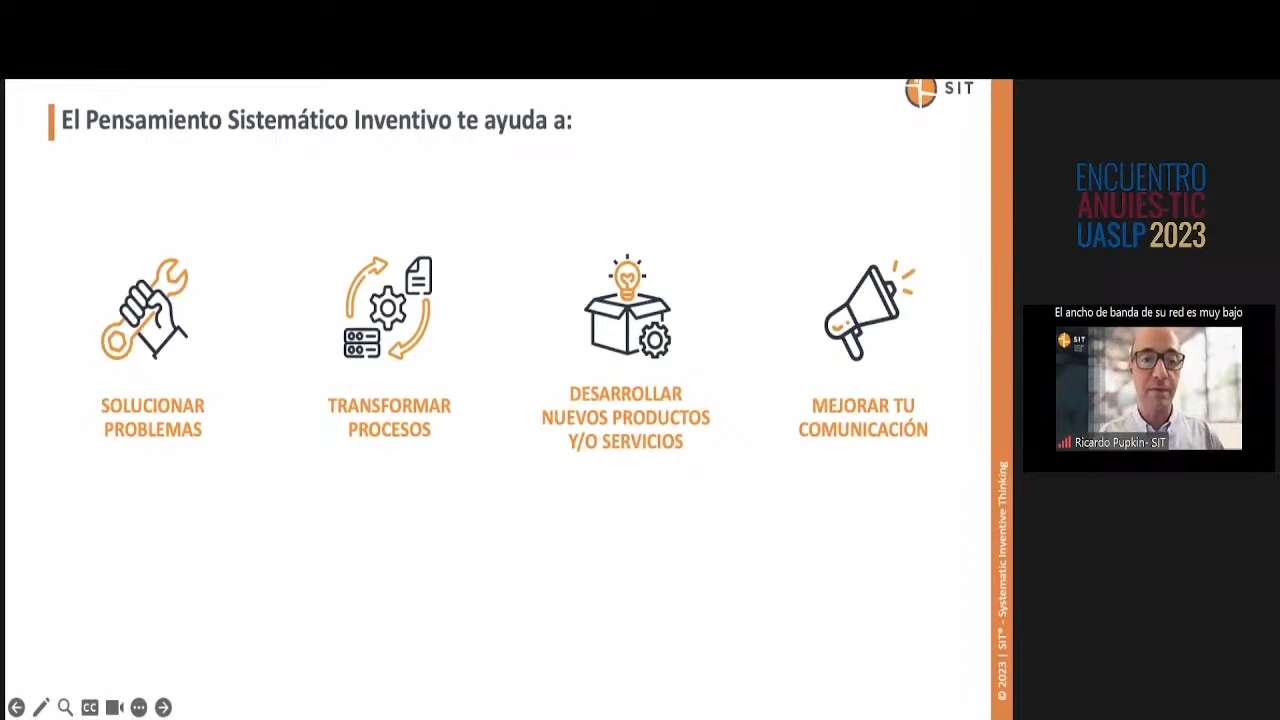 SIT
El Pensamiento Sistemático Inventivo te ayuda a:
SOLUCIONAR
PROBLEMAS
TRANSFORMAR
PROCESOS
DESARROLLAR
NUEVOS PRODUCTOS
Y/O SERVICIOS
MEJORAR TU
COMUNICACIÓN
© 2023 | SIT® - Systematic Inventive Thinking
CC
ENCUENTRO
ANUIES-TIC
UASLP 2023
El ancho de banda de su red es muy bajo
SIT
Ricardo Pupkin- SIT